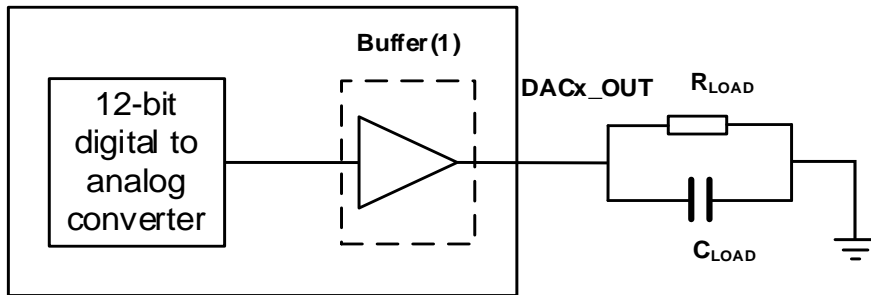 Buffer(1)
12-bit
digital to
analog
converter
DACx_OUT
RLOAD
CLOAD